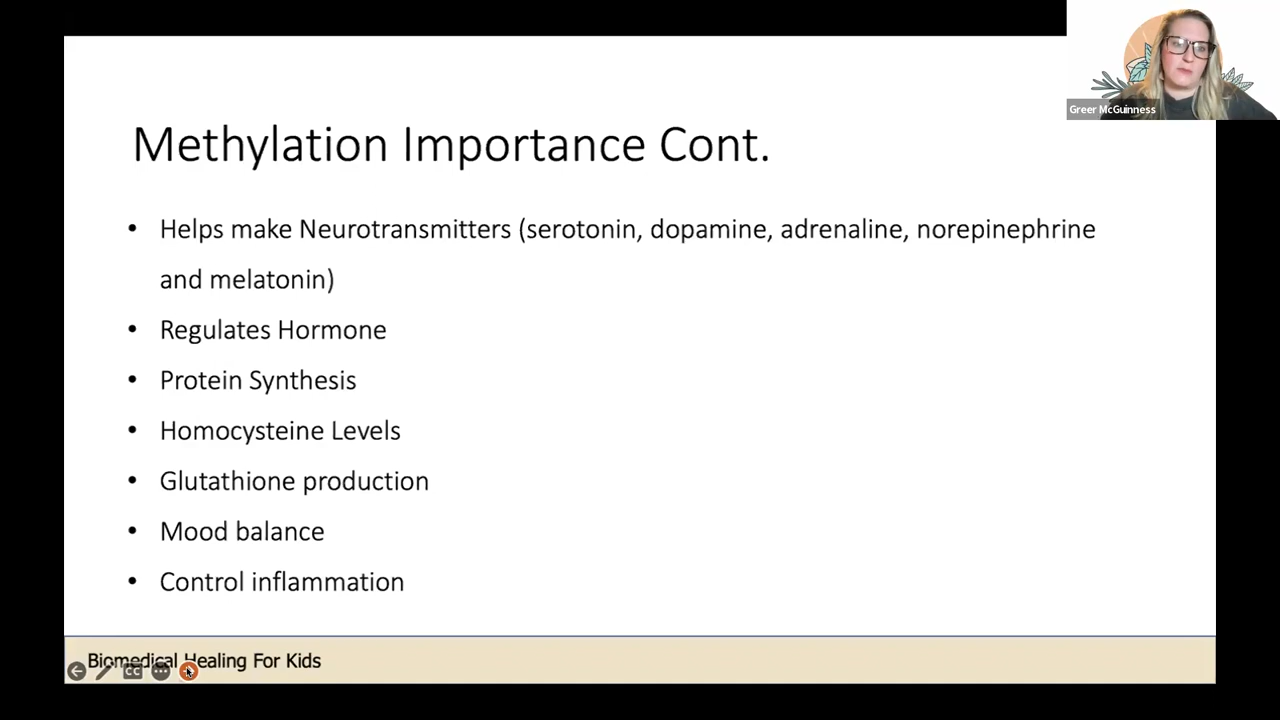 Greer McGuinness
Methylation Importance Cont.
• Helps make Neurotransmitters (serotonin, dopamine, adrenaline, norepinephrine
and melatonin)
• Regulates Hormone
• Protein Synthesis
• Homocysteine Levels
• Glutathione production
• Mood balance
• Control inflammation
Biomedical Healing For Kids
CC